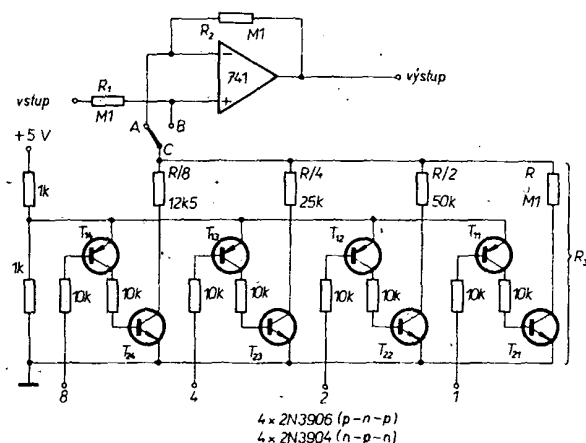 R₂
M1
−
741
výstup
R₁
vstup
M1
+
A
B
+5 V
C
R/8
R/4
R/2
R
1k
12k5
25k
50k
M1
T₁₄
T₁₃
T₁₂
T₁₁
1k
10k
10k
10k
10k
10k
10k
10k
10k
T₂₄
T₂₃
T₂₂
T₂₁
8
4
2
1
4 × 2N3906 (p-n-p)
4 × 2N3904 (n-p-n)